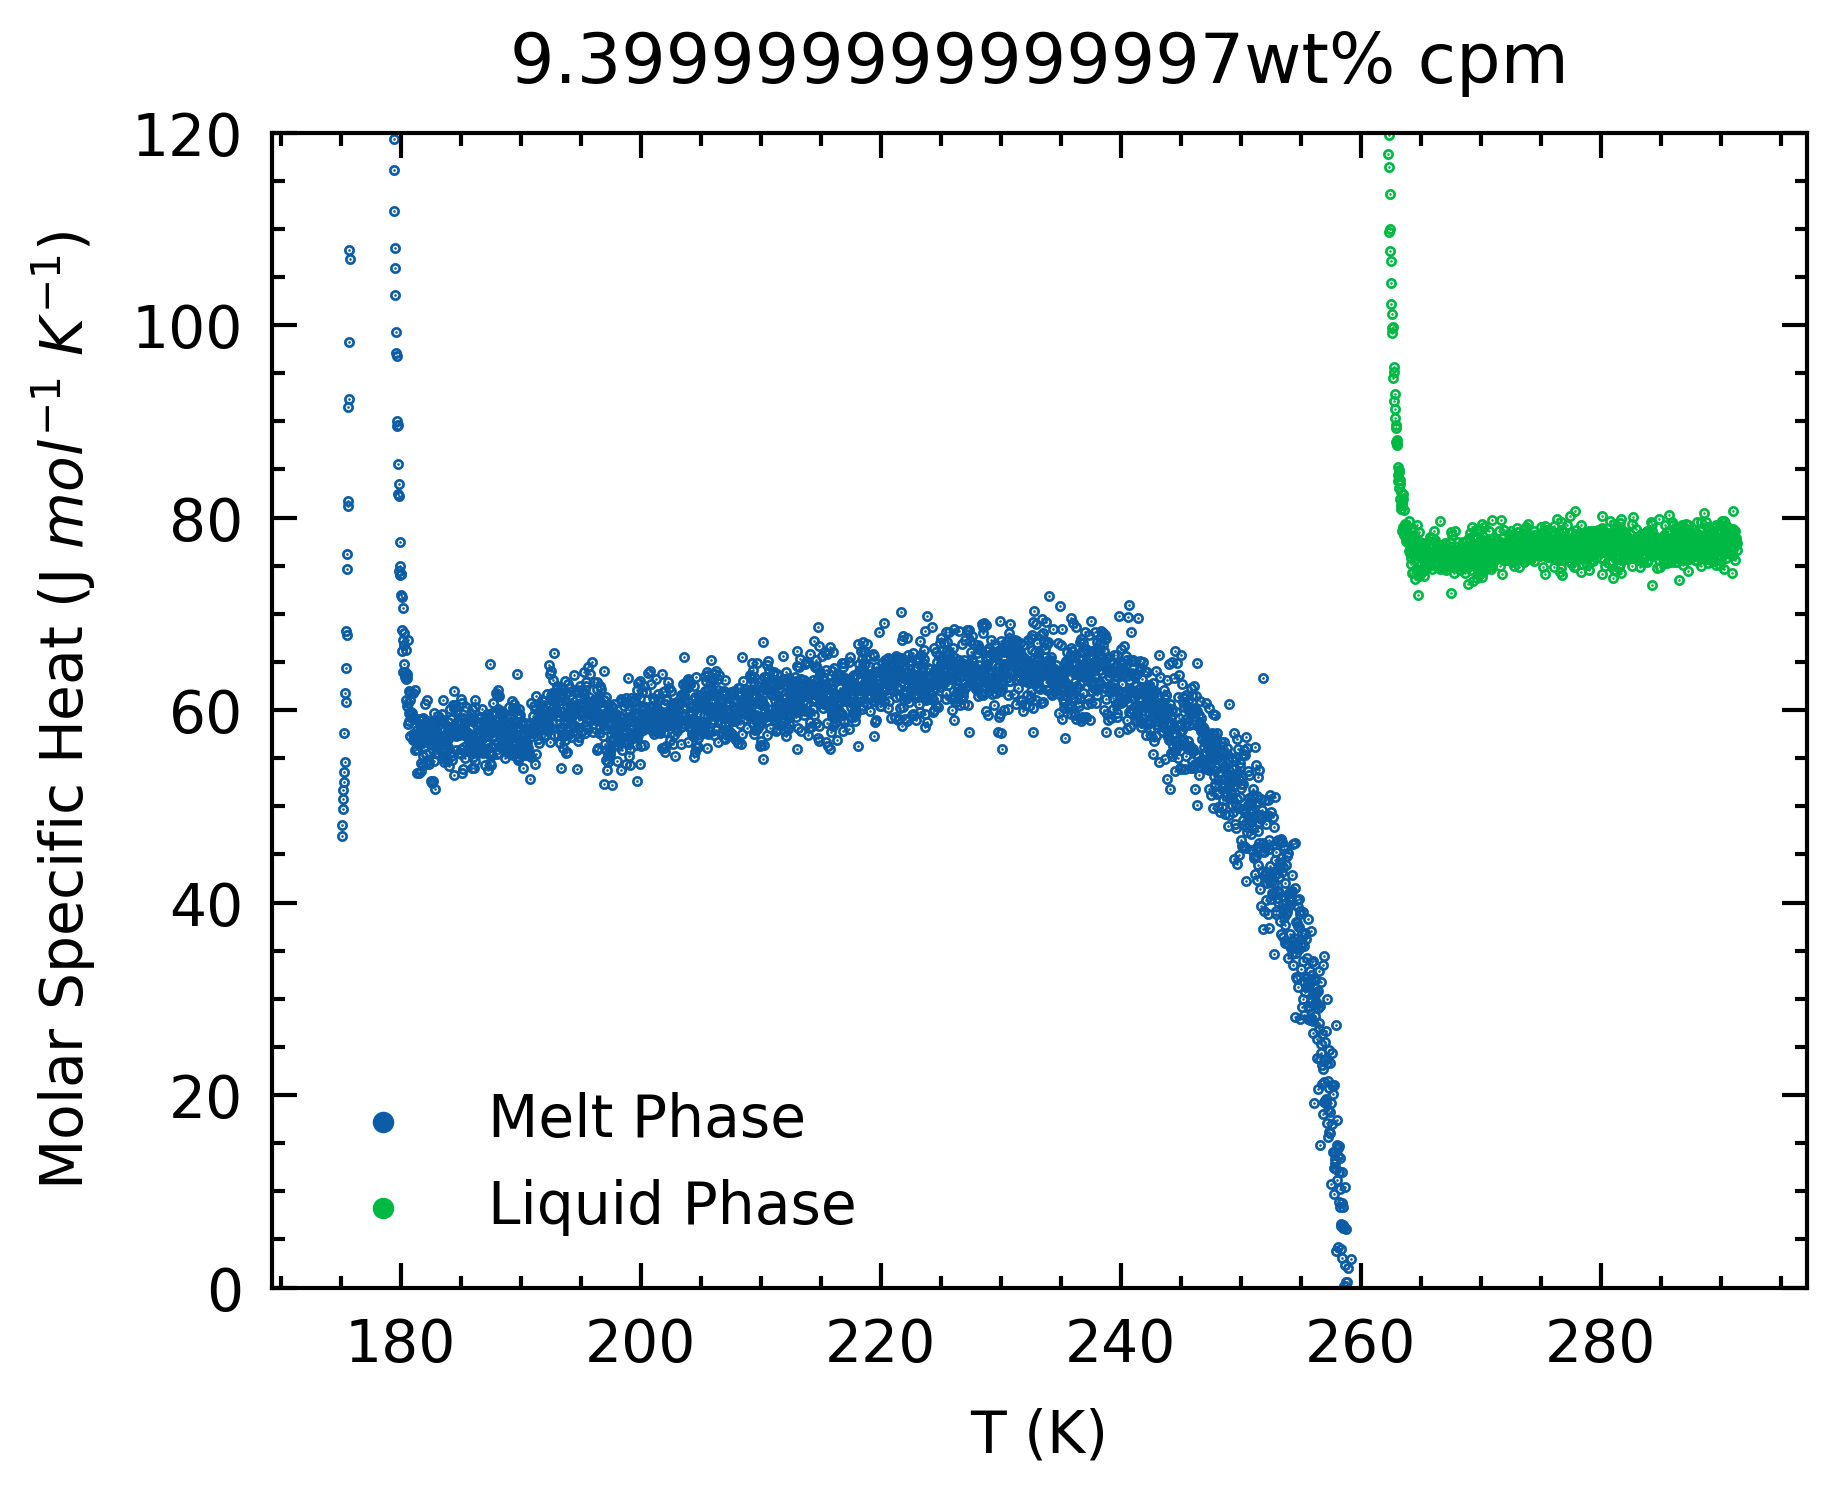 9.399999999999997wt% cpm
120
100
80
60
40
20
0
Molar Specific Heat (J mol⁻¹ K⁻¹)
Melt Phase
Liquid Phase
180 200 220 240 260 280
T (K)